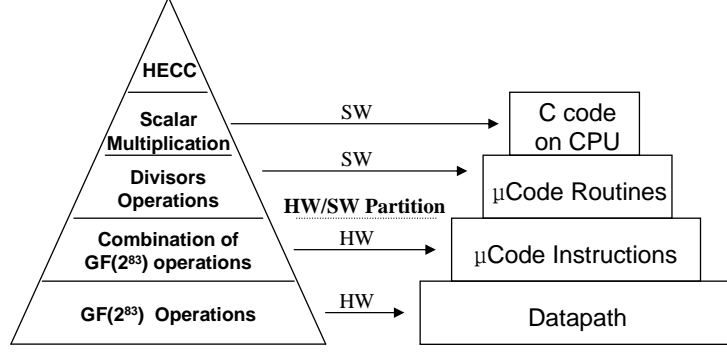 HECC
Scalar
Multiplication
SW
C code
on CPU
Divisors
Operations
SW
µCode Routines
HW/SW Partition
Combination of
GF(2⁸³) operations
HW
µCode Instructions
GF(2⁸³) Operations
HW
Datapath